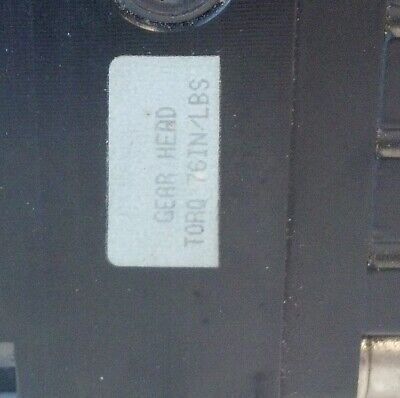 GEAR HEAD
TORQ 76IN/LBS